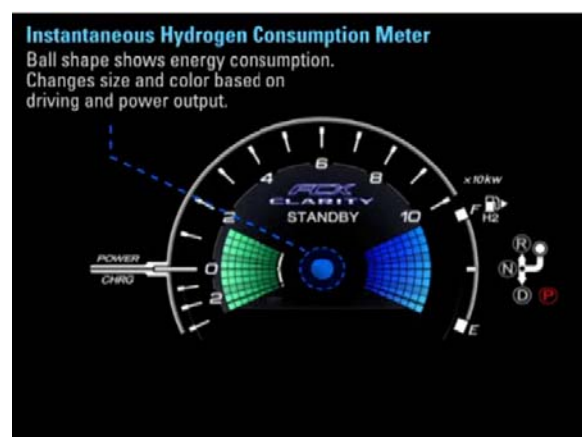 Instantaneous Hydrogen Consumption Meter
Ball shape shows energy consumption.
Changes size and color based on
driving and power output.
6
4
8
x10kw
FCX
CLARITY
STANDBY
2
10
F
H2
POWER
0
CHRG
2
R
N
D
P
E